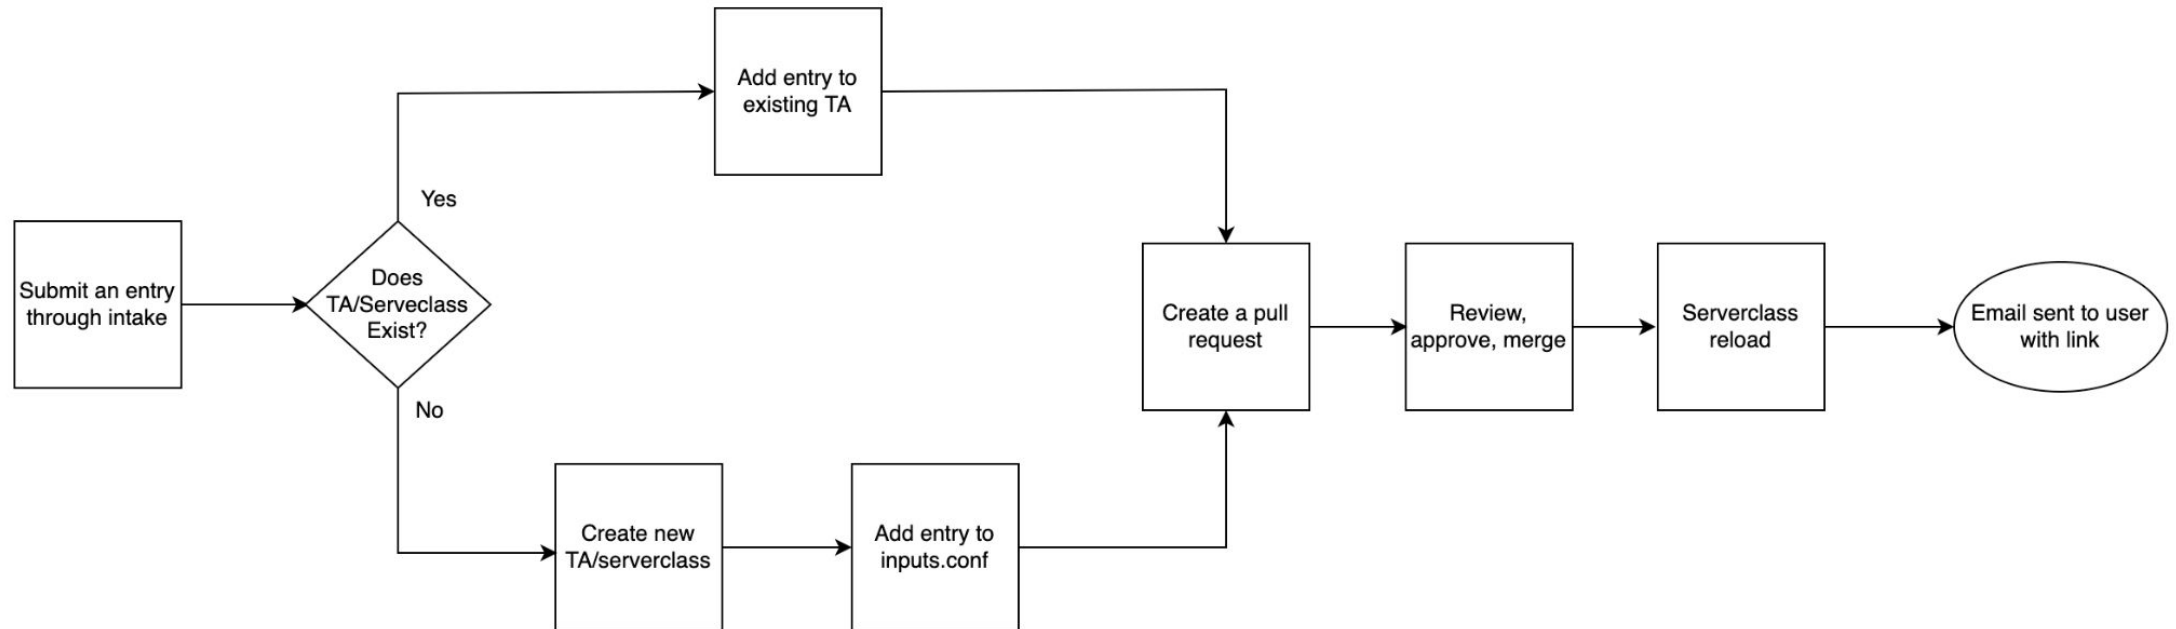 Submit an entry
through intake
Does
TA/Serveclass
Exist?
Yes
Add entry to
existing TA
No
Create new
TA/serverclass
Add entry to
inputs.conf
Create a pull
request
Review,
approve, merge
Serverclass
reload
Email sent to user
with link